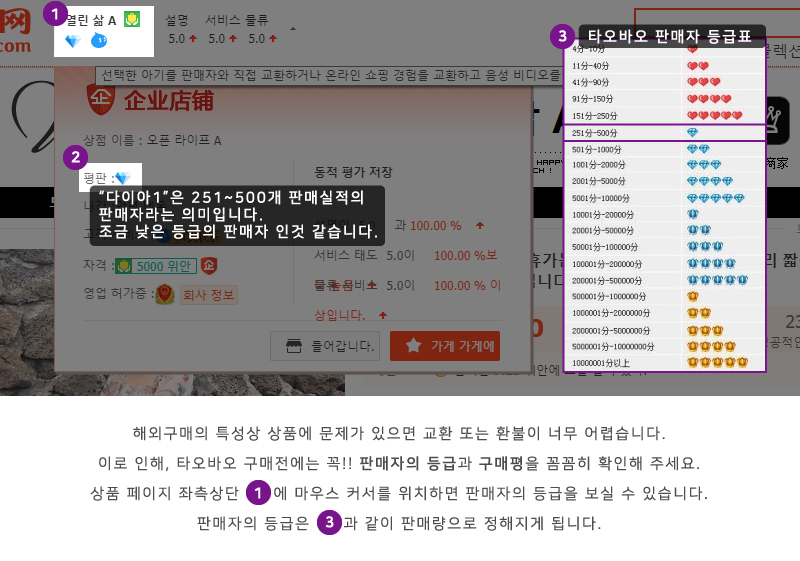 1
열린 삶 A
설명 서비스 물류
5.0 5.0 5.0
网
com
3 타오바오 판매자 등급표
선택한 아기를 판매자와 직접 교환하거나 온라인 쇼핑 경험을 교환하고 음성 비디오를
企 企业店铺
상점 이름 : 오픈 라이프 A
2
평판 :
동적 평가 저장
"다이아1"은 251~500개 판매실적의
판매자라는 의미입니다.
조금 낮은 등급의 판매자 인것 같습니다.
과 100.00 %
서비스 태도 5.0이 100.00 %보
자격 : 5000 위안 企
5.0이 100.00 % 이
영업 허가증 : 회사 정보
상입니다.
들어갑니다.
가게 가게에
4分-10分
11分-40分
41分-90分
91分-150分
151分-250分
251分-500分
501分-1000分
1001分-2000分
2001分-5000分
5001分-10000分
10001分-20000分
20001分-50000分
50001分-100000分
100001分-200000分
200001分-500000分
500001分-1000000分
1000001分-2000000分
2000001分-5000000分
5000001分-10000000分
10000001分以上
HAPPY
CH !
商家
해외구매의 특성상 상품에 문제가 있으면 교환 또는 환불이 너무 어렵습니다.
이로 인해, 타오바오 구매전에는 꼭!! 판매자의 등급과 구매평을 꼼꼼히 확인해 주세요.
상품 페이지 좌측상단 1에 마우스 커서를 위치하면 판매자의 등급을 보실 수 있습니다.
판매자의 등급은 3과 같이 판매량으로 정해지게 됩니다.